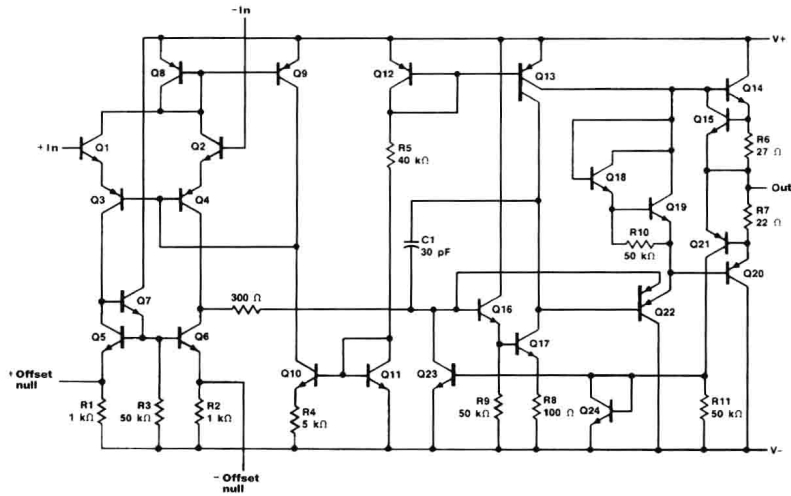 –In
V+
Q8
Q9
Q12
Q13
Q14
Q15
+In
Q1
Q2
R5
40 kΩ
R6
27 Ω
Q18
Out
Q3
Q4
Q19
R7
22 Ω
C1
30 pF
R10
50 kΩ
Q21
Q20
Q7
300 Ω
Q16
Q22
Q5
Q6
Q17
+Offset
null
Q10
Q11
Q23
Q24
R1
1 kΩ
R3
50 kΩ
R2
1 kΩ
R4
5 kΩ
R9
50 kΩ
R8
100 Ω
R11
50 kΩ
V-
–Offset
null